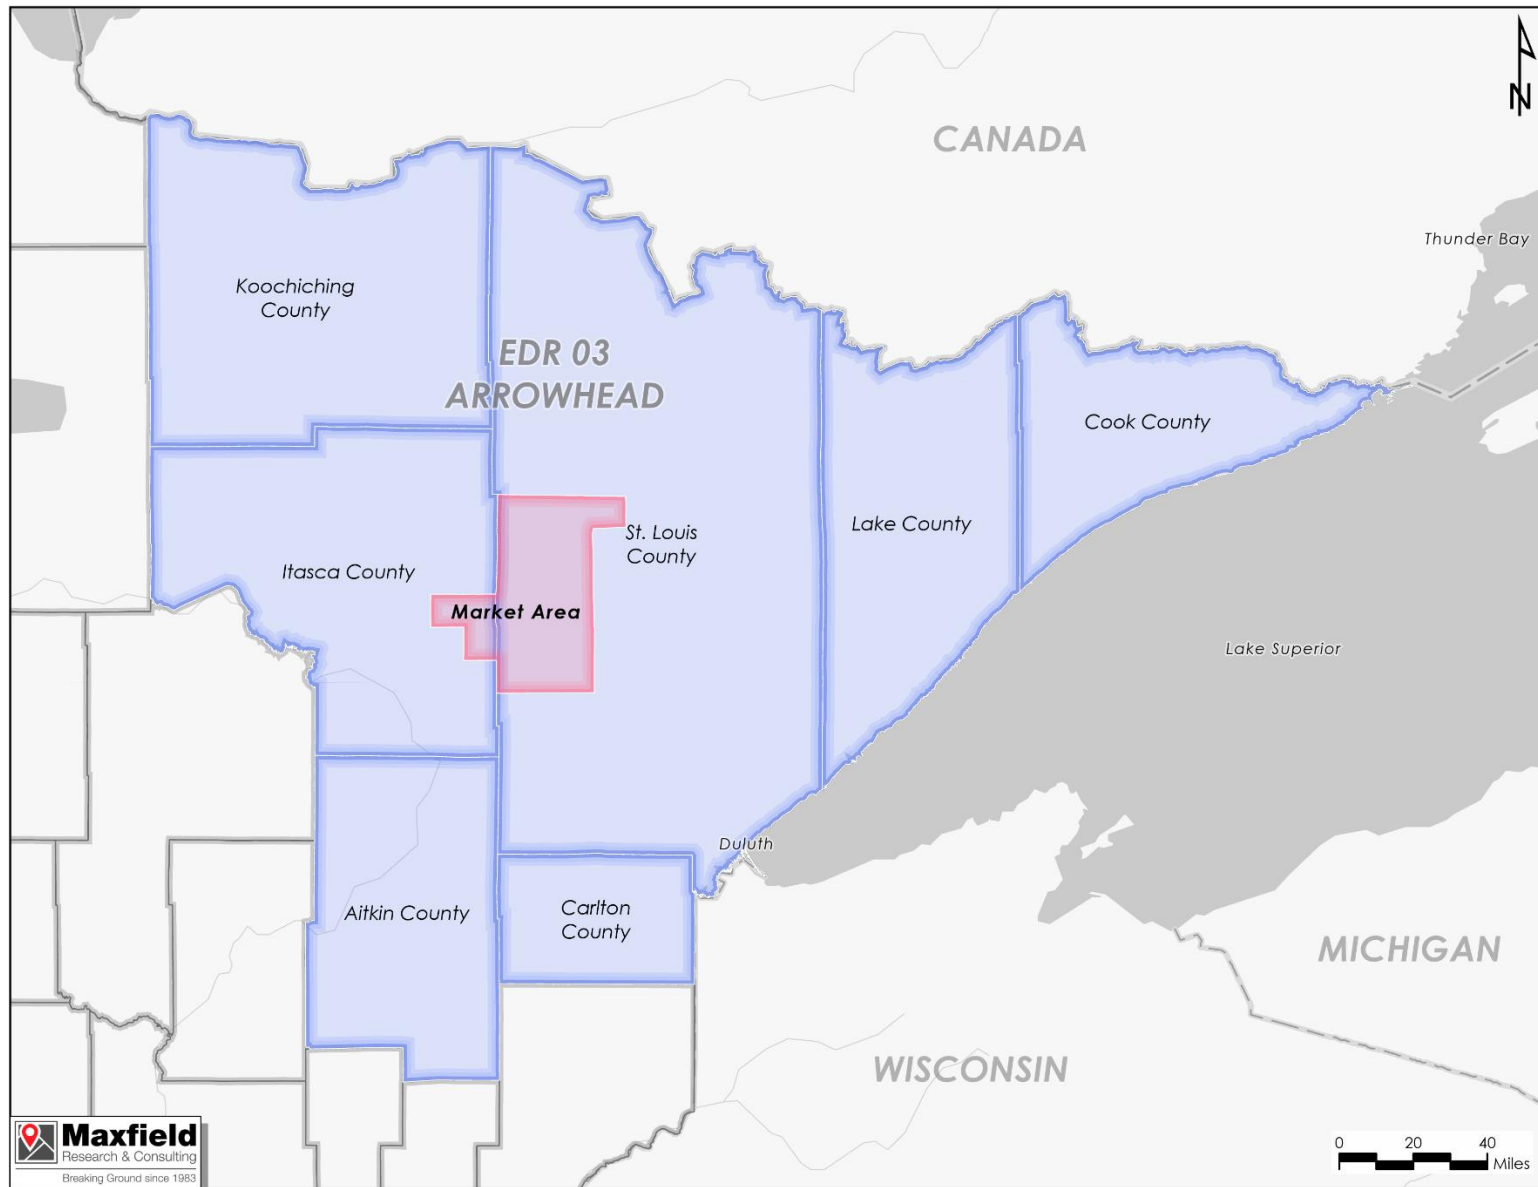 N
CANADA
Thunder Bay
Koochiching
County
EDR 03
ARROWHEAD
Cook County
Lake County
St. Louis
County
Itasca County
Market Area
Lake Superior
Duluth
Aitkin County
Carlton
County
MICHIGAN
WISCONSIN
Maxfield
Research & Consulting
Breaking Ground since 1983
0 20 40
Miles